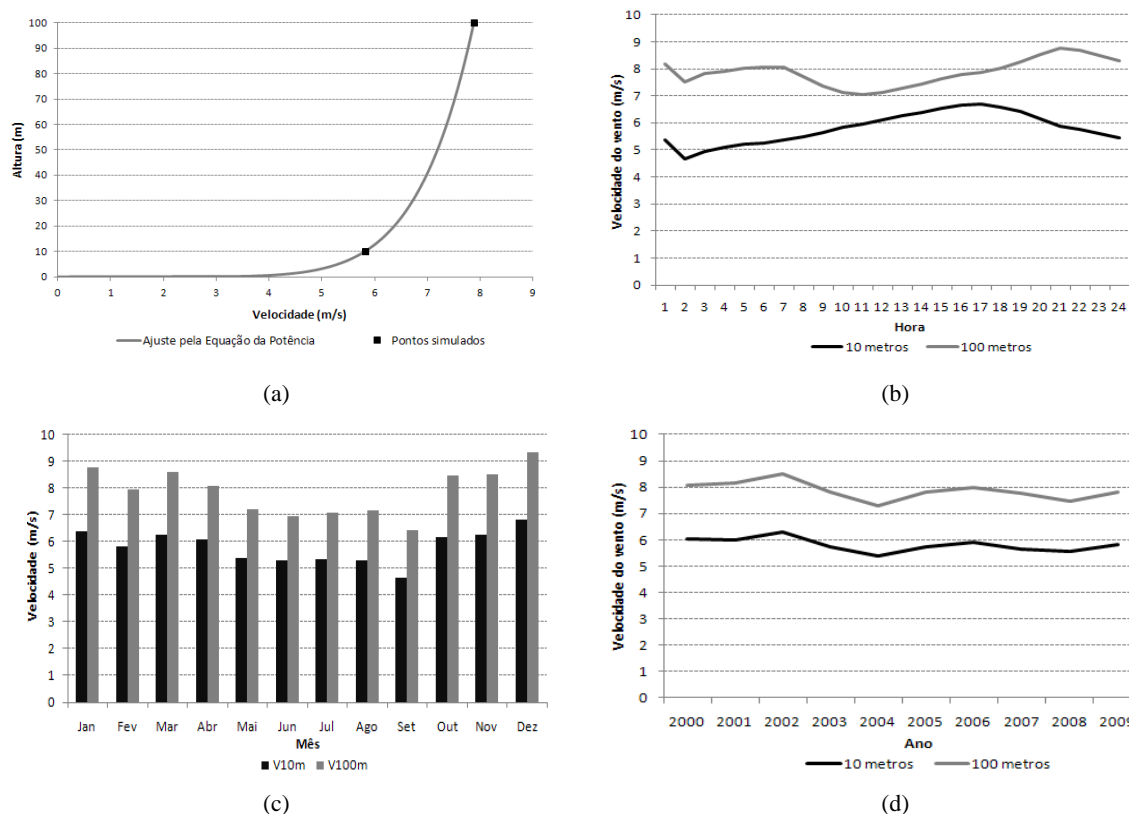 100
90
80
70
60
50
40
30
20
10
0
Altura (m)
0 1 2 3 4 5 6 7 8 9
Velocidade (m/s)
Ajuste pela Equação da Potência Pontos simulados
(a)
10
9
8
7
6
5
4
3
2
1
0
Velocidade do vento (m/s)
1 2 3 4 5 6 7 8 9 10 11 12 13 14 15 16 17 18 19 20 21 22 23 24
Hora
10 metros 100 metros
(b)
10
9
8
7
6
5
4
3
2
1
0
Velocidade (m/s)
Jan Fev Mar Abr Mai Jun Jul Ago Set Out Nov Dez
Mês
V10m V100m
(c)
10
9
8
7
6
5
4
3
2
1
0
Velocidade do vento (m/s)
2000 2001 2002 2003 2004 2005 2006 2007 2008 2009
Ano
10 metros 100 metros
(d)